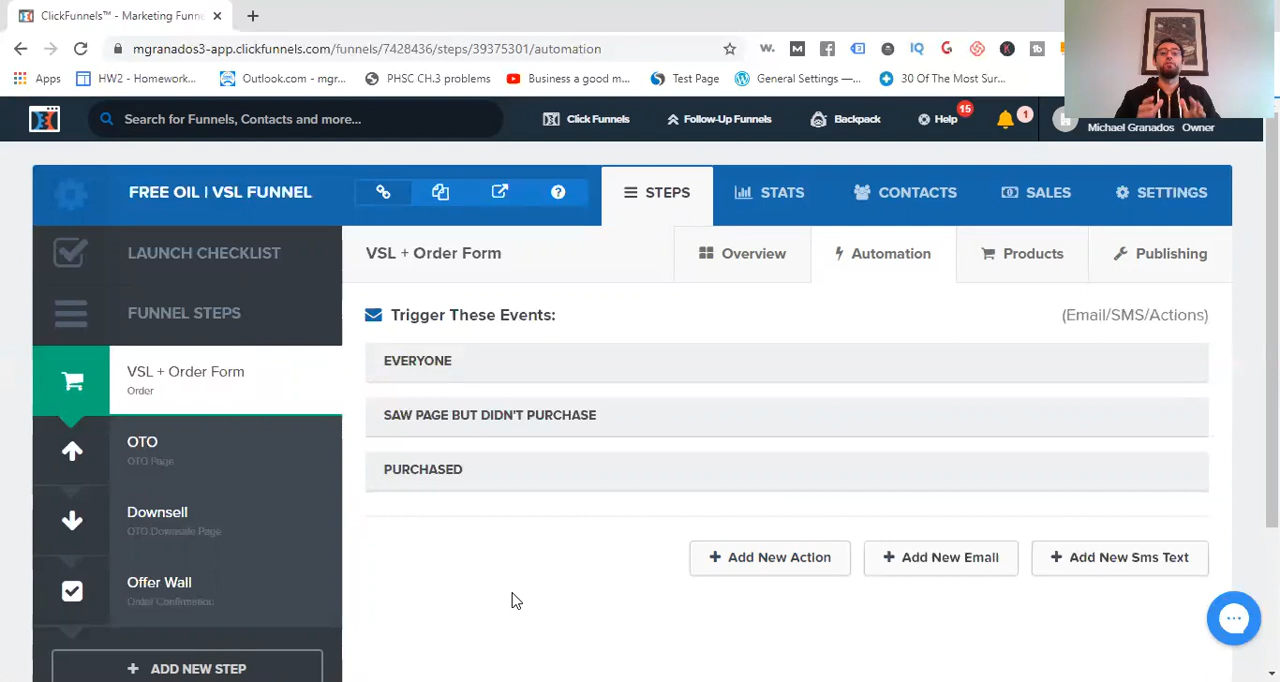 ClickFunnels™ - Marketing Funne
mgranados3-app.clickfunnels.com/funnels/7428436/steps/39375301/automation
W.
M
IQ
G
K
tb
Apps
HW2 - Homework...
Outlook.com - mgr...
PHSC CH.3 problems
Business a good m...
Test Page
General Settings —...
30 Of The Most Sur...
Search for Funnels, Contacts and more...
Click Funnels
Follow-Up Funnels
Backpack
Help
15
1
Michael Granados Owner
FREE OIL | VSL FUNNEL
STEPS
STATS
CONTACTS
SALES
SETTINGS
LAUNCH CHECKLIST
FUNNEL STEPS
VSL + Order Form
Order
OTO
OTO Page
Downsell
OTO Downsale Page
Offer Wall
Order Confirmation
ADD NEW STEP
VSL + Order Form
Overview
Automation
Products
Publishing
Trigger These Events:
(Email/SMS/Actions)
EVERYONE
SAW PAGE BUT DIDN'T PURCHASE
PURCHASED
+ Add New Action
+ Add New Email
+ Add New Sms Text